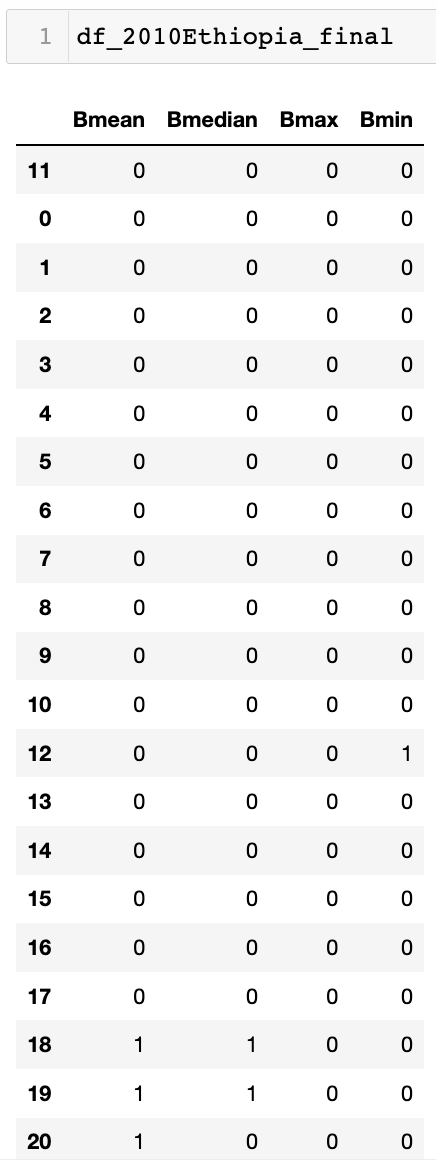 1 df_2010Ethiopia_final
Bmean Bmedian Bmax Bmin
11 0 0 0 0
0 0 0 0 0
1 0 0 0 0
2 0 0 0 0
3 0 0 0 0
4 0 0 0 0
5 0 0 0 0
6 0 0 0 0
7 0 0 0 0
8 0 0 0 0
9 0 0 0 0
10 0 0 0 0
12 0 0 0 1
13 0 0 0 0
14 0 0 0 0
15 0 0 0 0
16 0 0 0 0
17 0 0 0 0
18 1 1 0 0
19 1 1 0 0
20 1 0 0 0